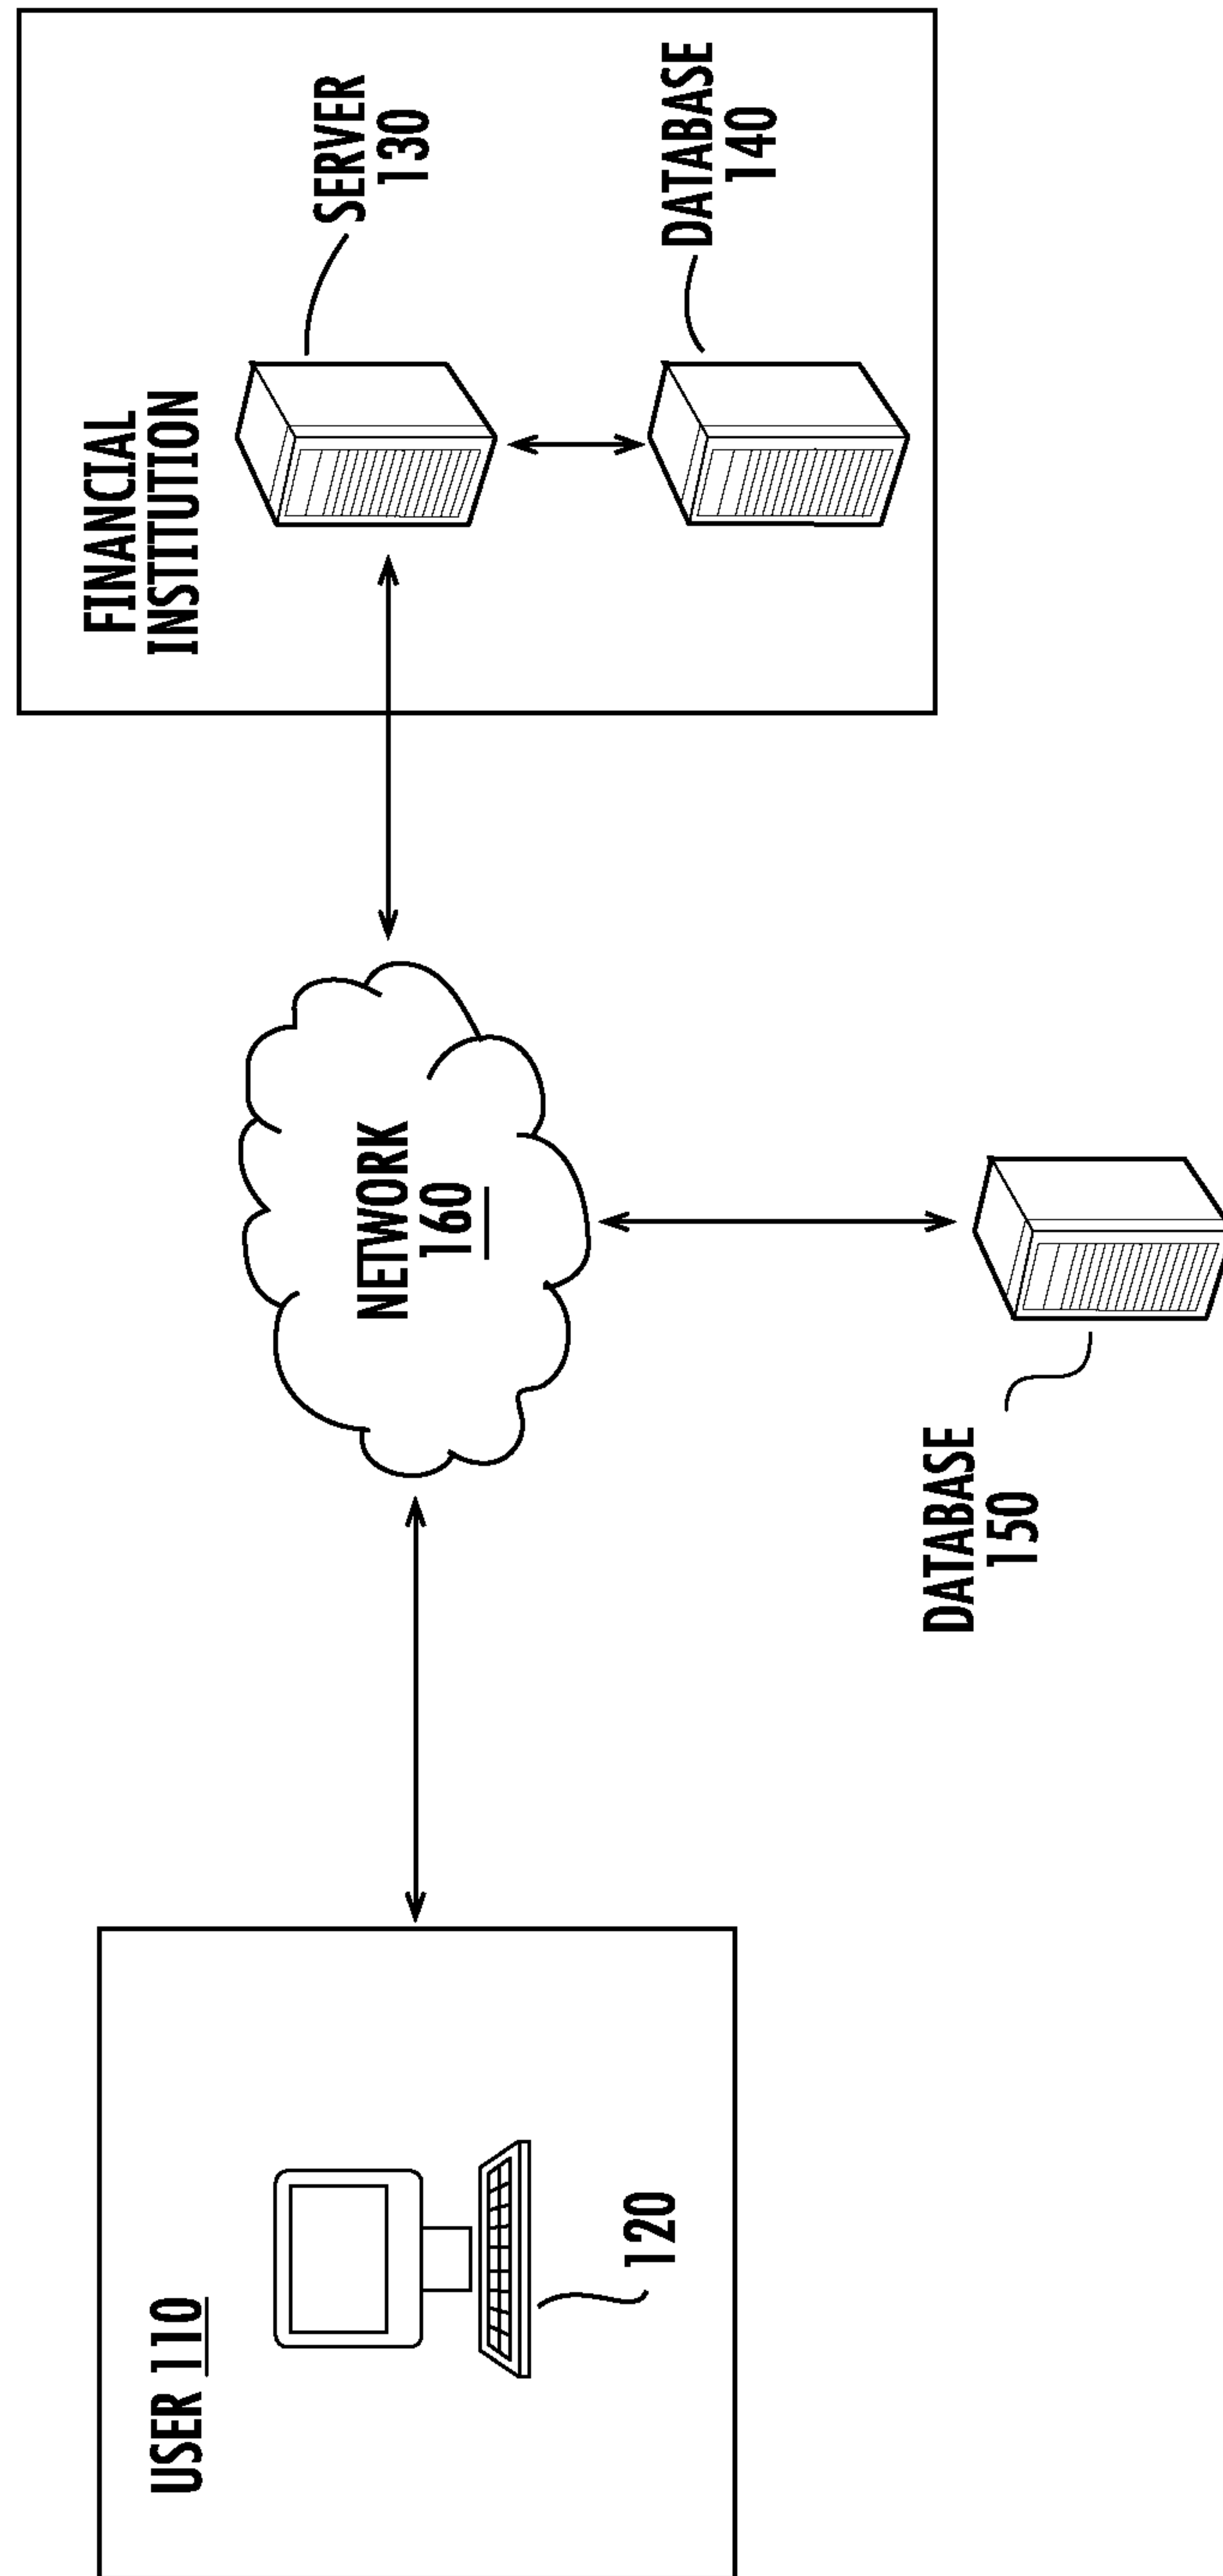 USER 110
120
NETWORK
160
DATABASE
150
FINANCIAL
INSTITUTION
SERVER
130
DATABASE
140